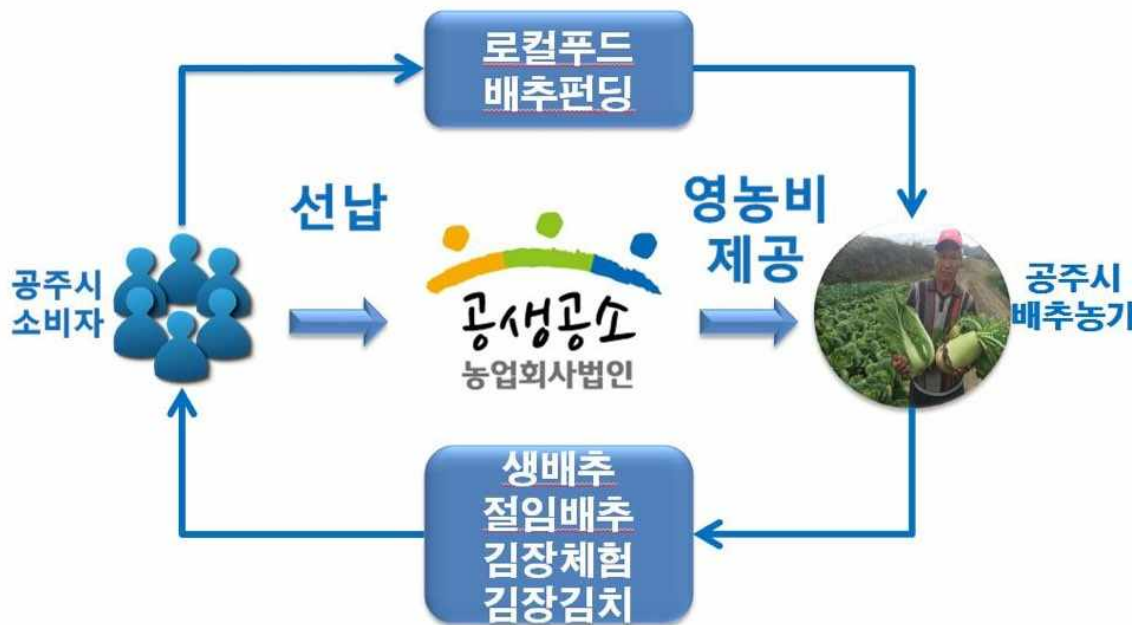 로컬푸드
배추펀딩
선납
영농비
제공
공주시
소비자
공생공소
농업회사법인
공주시
배추농가
생배추
절임배추
김장체험
김장김치